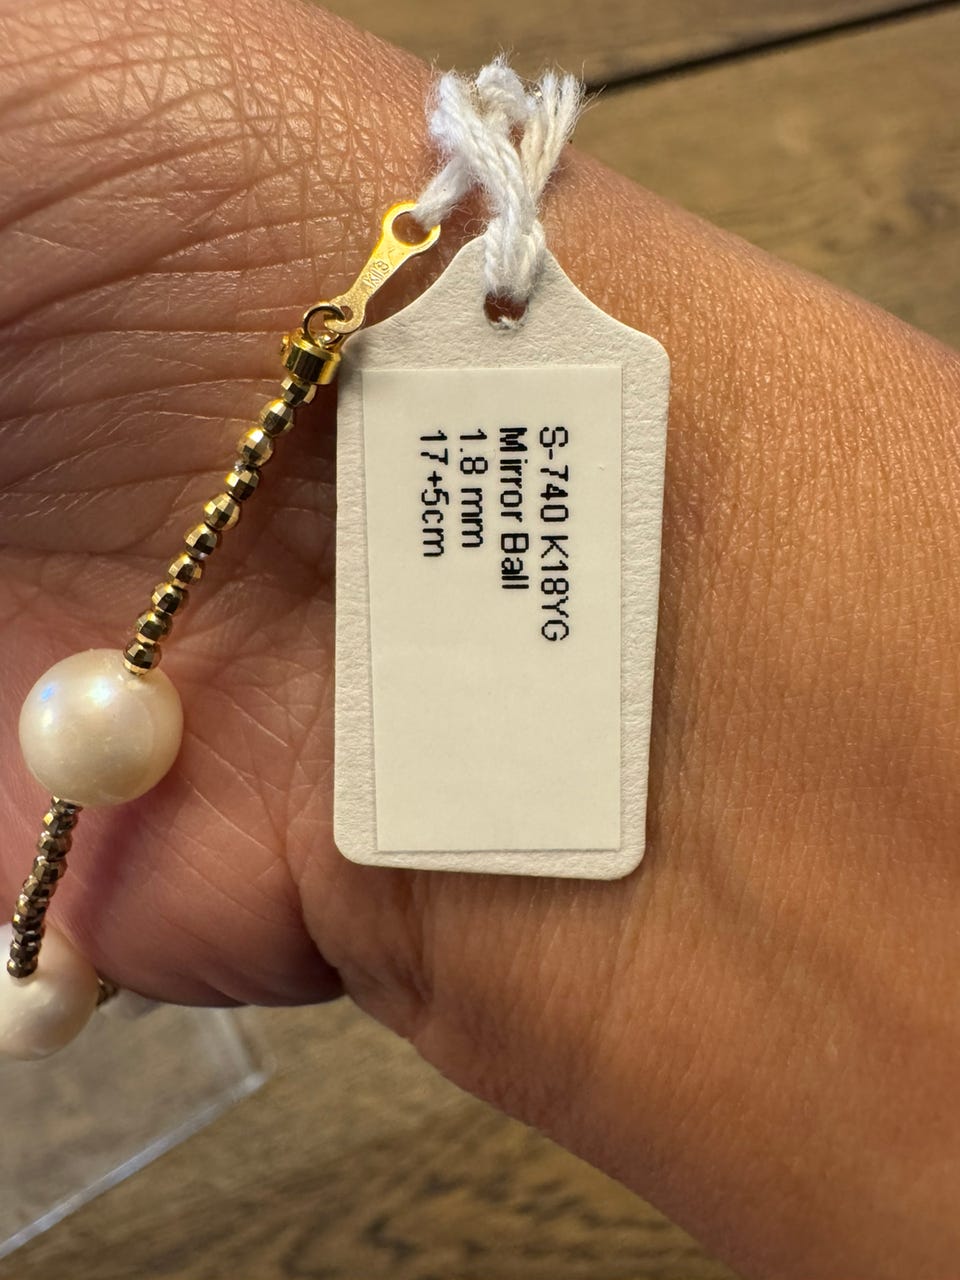 S-740 K18YG
Mirror Ball
1.8 mm
17+5cm